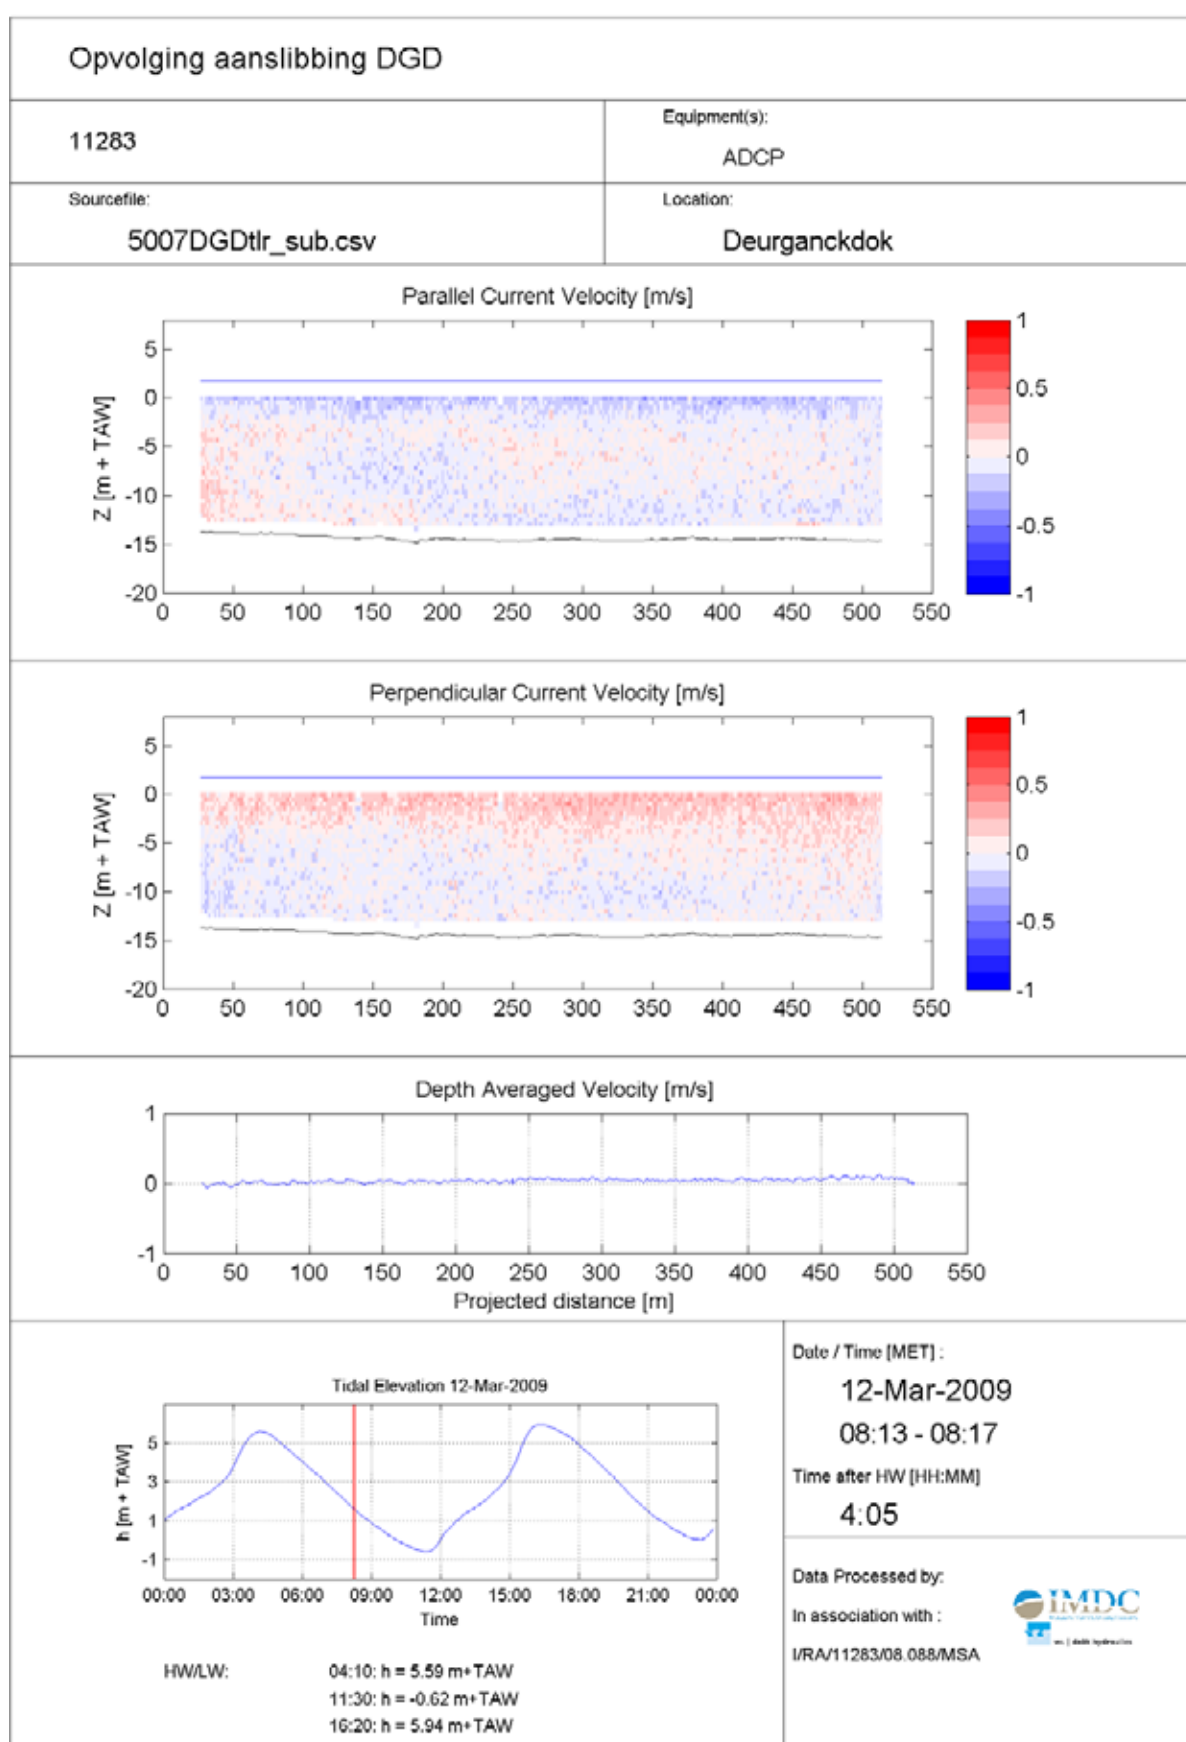 Opvolging aanslibbing DGD
11283
Equipment(s):
ADCP
Sourcefile:
5007DGDtlr_sub.csv
Location:
Deurganckdok
Parallel Current Velocity [m/s]
5
0
-5
-10
-15
-20
Z [m + TAW]
0 50 100 150 200 250 300 350 400 450 500 550
1
0.5
0
-0.5
-1
Perpendicular Current Velocity [m/s]
5
0
-5
-10
-15
-20
Z [m + TAW]
0 50 100 150 200 250 300 350 400 450 500 550
1
0.5
0
-0.5
-1
Depth Averaged Velocity [m/s]
1
0
-1
0 50 100 150 200 250 300 350 400 450 500 550
Projected distance [m]
Tidal Elevation 12-Mar-2009
5
3
1
-1
h [m + TAW]
00:00 03:00 06:00 09:00 12:00 15:00 18:00 21:00 00:00
Time
HW/LW:
04:10: h = 5.59 m+TAW
11:30: h = -0.62 m+TAW
16:20: h = 5.94 m+TAW
Date / Time [MET] :
12-Mar-2009
08:13 - 08:17
Time after HW [HH:MM]
4:05
Data Processed by:
In association with :
I/RA/11283/08.088/MSA
IMDC